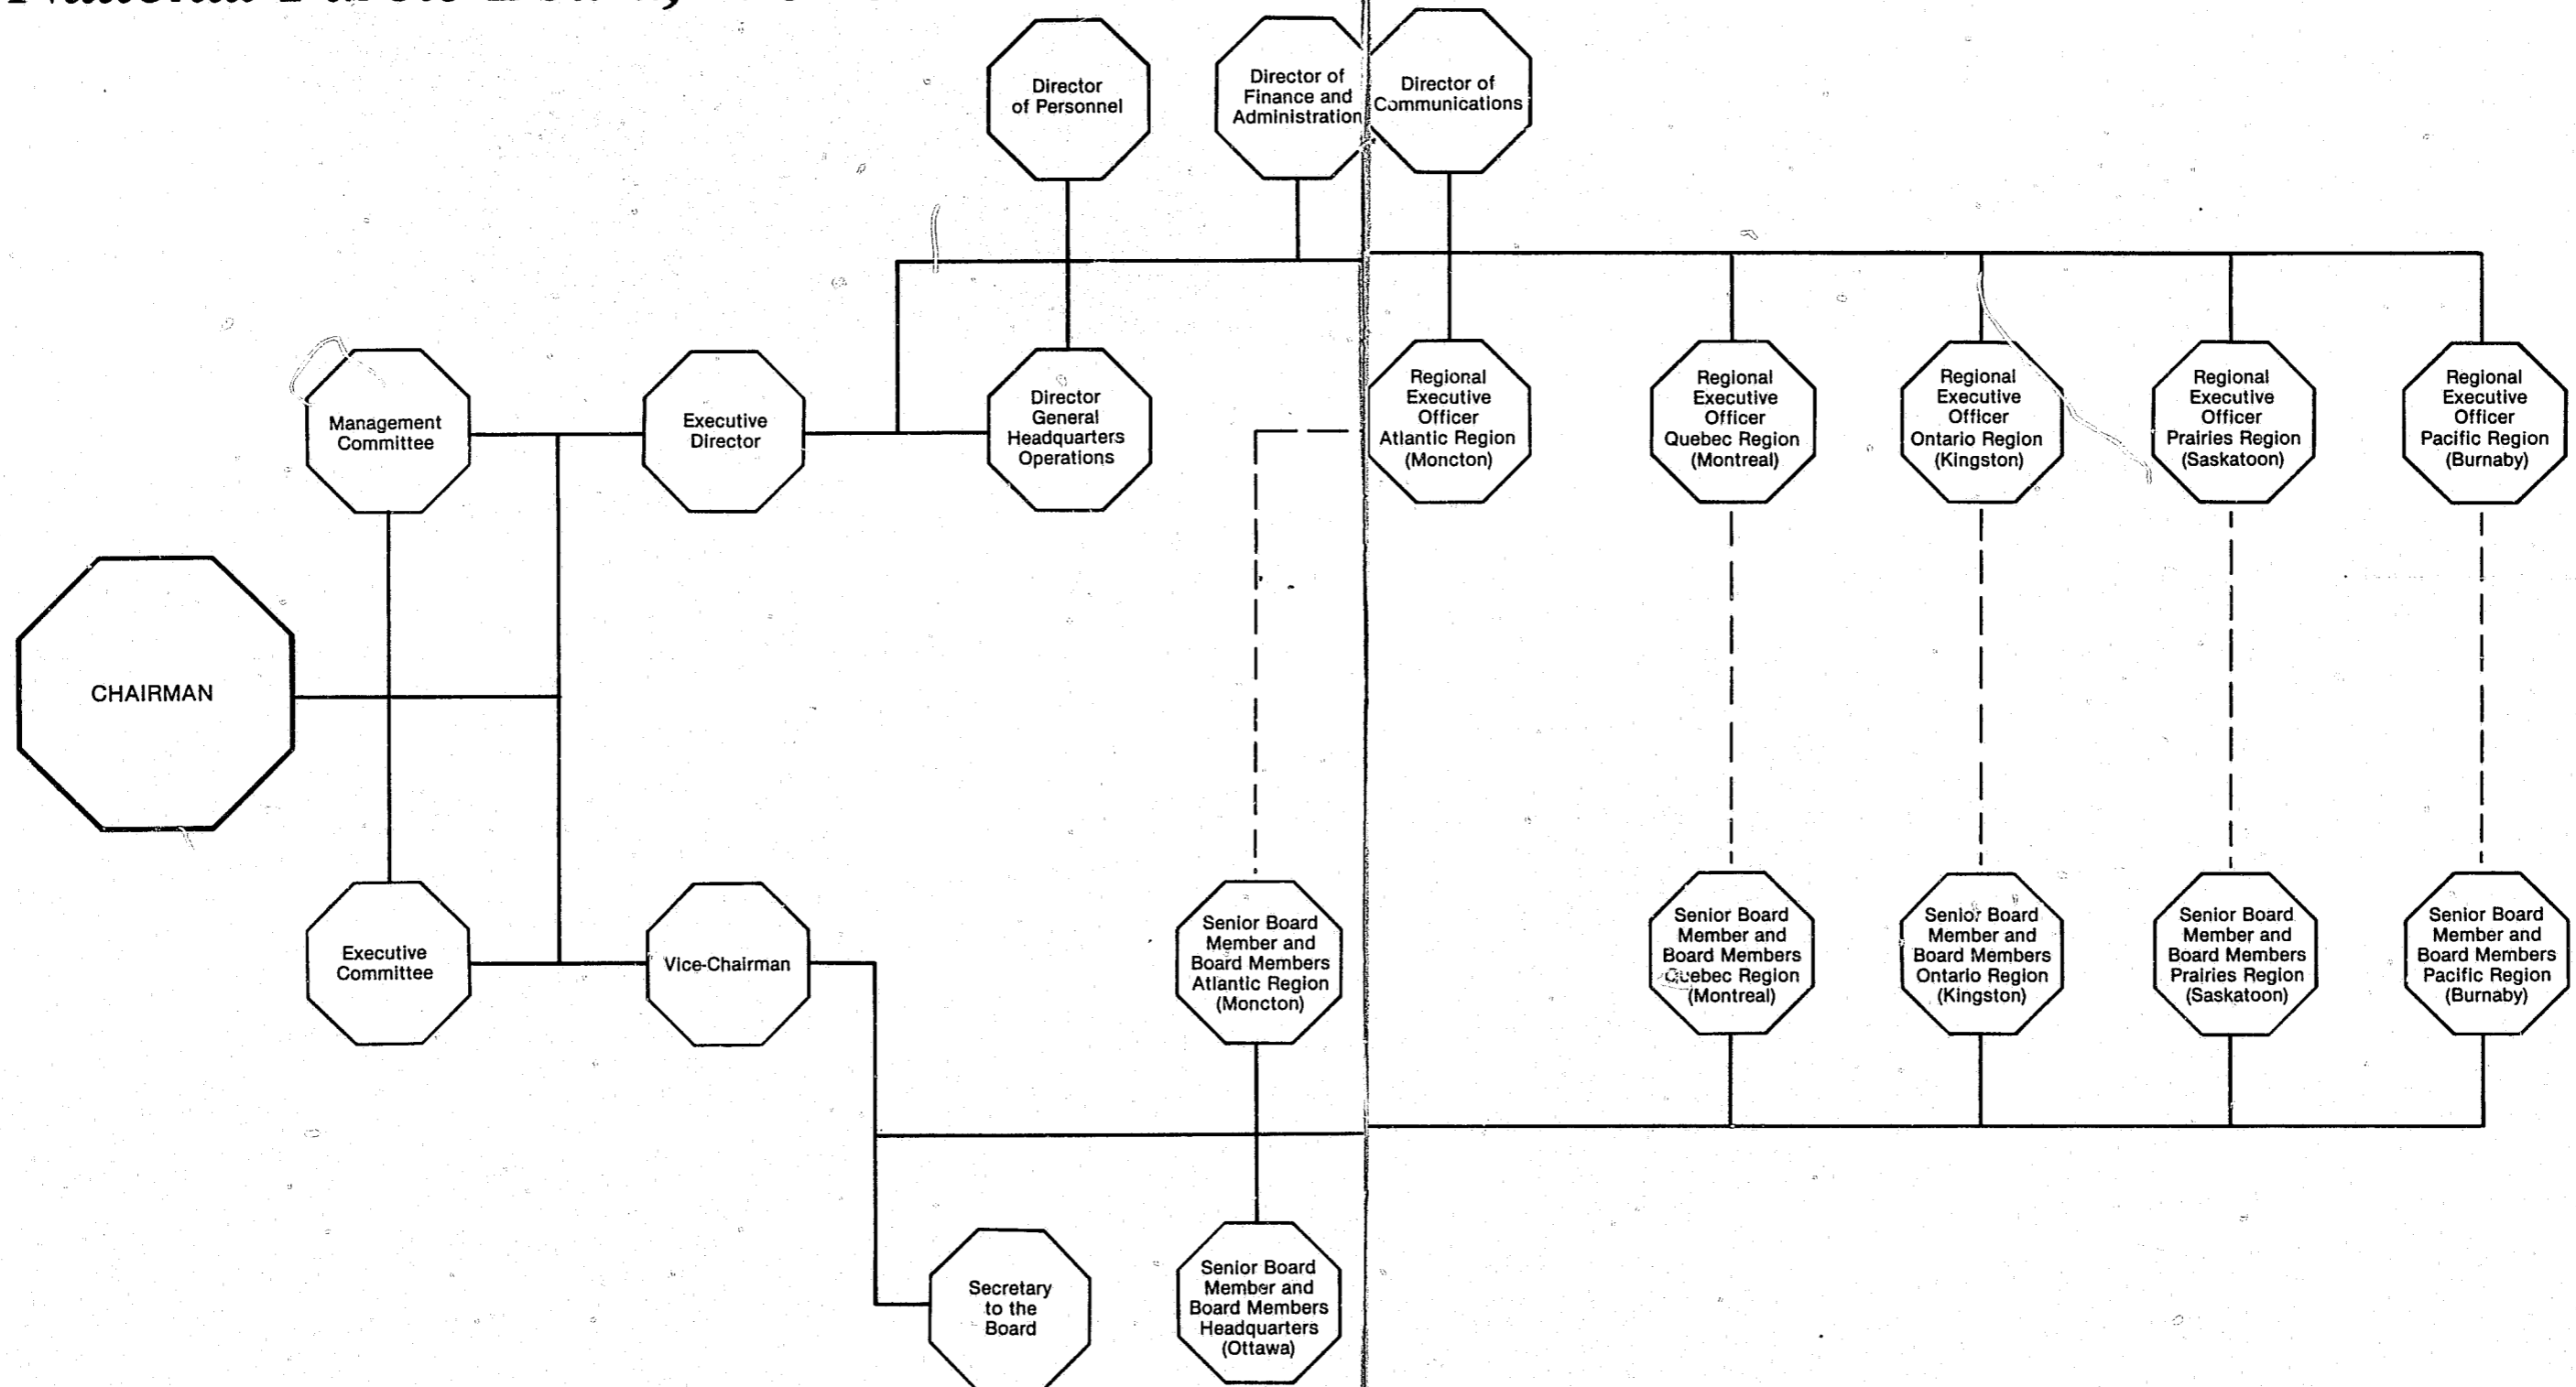 Director
of Personnel
Director of
Finance and
Administration
Director of
Communications
Management
Committee
Executive
Director
Director
General
Headquarters
Operations
Regional
Executive
Officer
Atlantic Region
(Moncton)
Regional
Executive
Officer
Quebec Region
(Montreal)
Regional
Executive
Officer
Ontario Region
(Kingston)
Regional
Executive
Officer
Prairies Region
(Saskatoon)
Regional
Executive
Officer
Pacific Region
(Burnaby)
CHAIRMAN
Executive
Committee
Vice-Chairman
Senior Board
Member and
Board Members
Atlantic Region
(Moncton)
Senior Board
Member and
Board Members
Quebec Region
(Montreal)
Senior Board
Member and
Board Members
Ontario Region
(Kingston)
Senior Board
Member and
Board Members
Prairies Region
(Saskatoon)
Senior Board
Member and
Board Members
Pacific Region
(Burnaby)
Secretary
to the
Board
Senior Board
Member and
Board Members
Headquarters
(Ottawa)